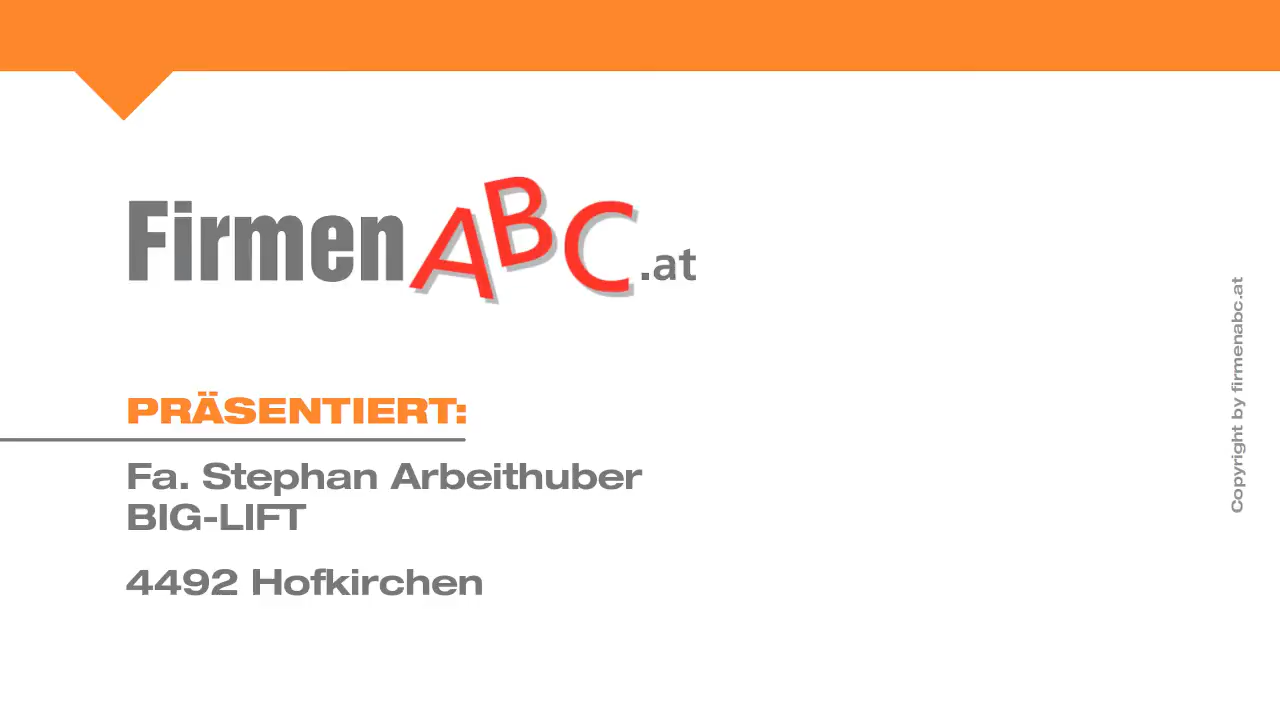 FirmenABC.at
PRÄSENTIERT:
Fa. Stephan Arbeithuber
BIG-LIFT
4492 Hofkirchen
Copyright by firmenabc.at